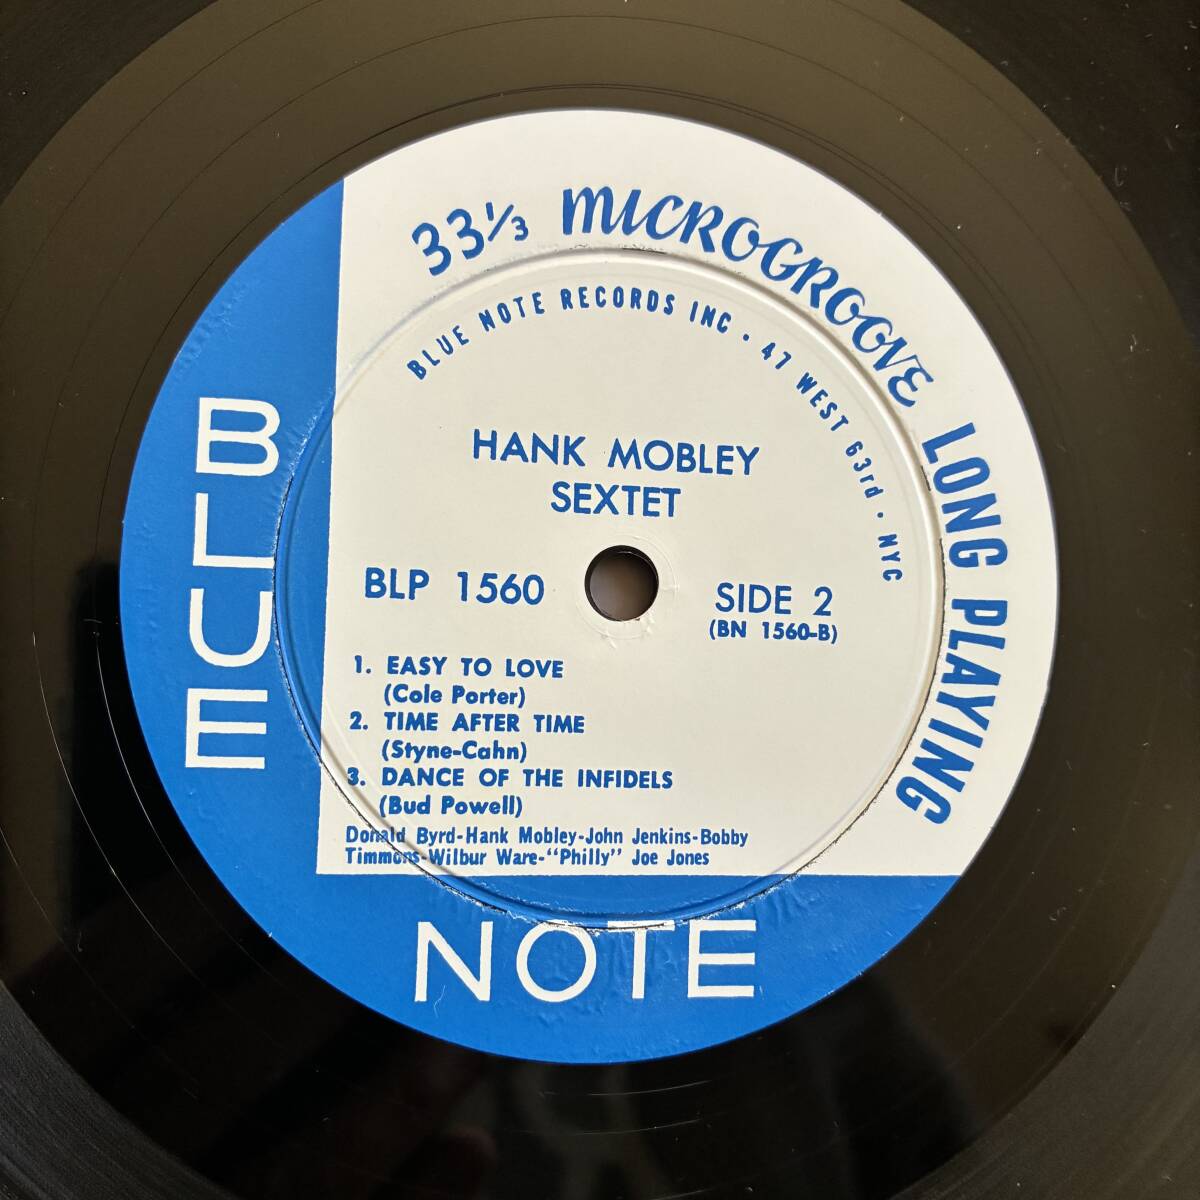 33⅓ MICROGROOVE LONG PLAYING
BLUE NOTE RECORDS INC · 47 WEST 63rd · NYC
HANK MOBLEY
SEXTET
BLP 1560
SIDE 2
(BN 1560-B)
1. EASY TO LOVE
(Cole Porter)
2. TIME AFTER TIME
(Styne-Cahn)
3. DANCE OF THE INFIDELS
(Bud Powell)
Donald Byrd-Hank Mobley-John Jenkins-Bobby
Timmons-Wilbur Ware-"Philly" Joe Jones
BLUE
NOTE